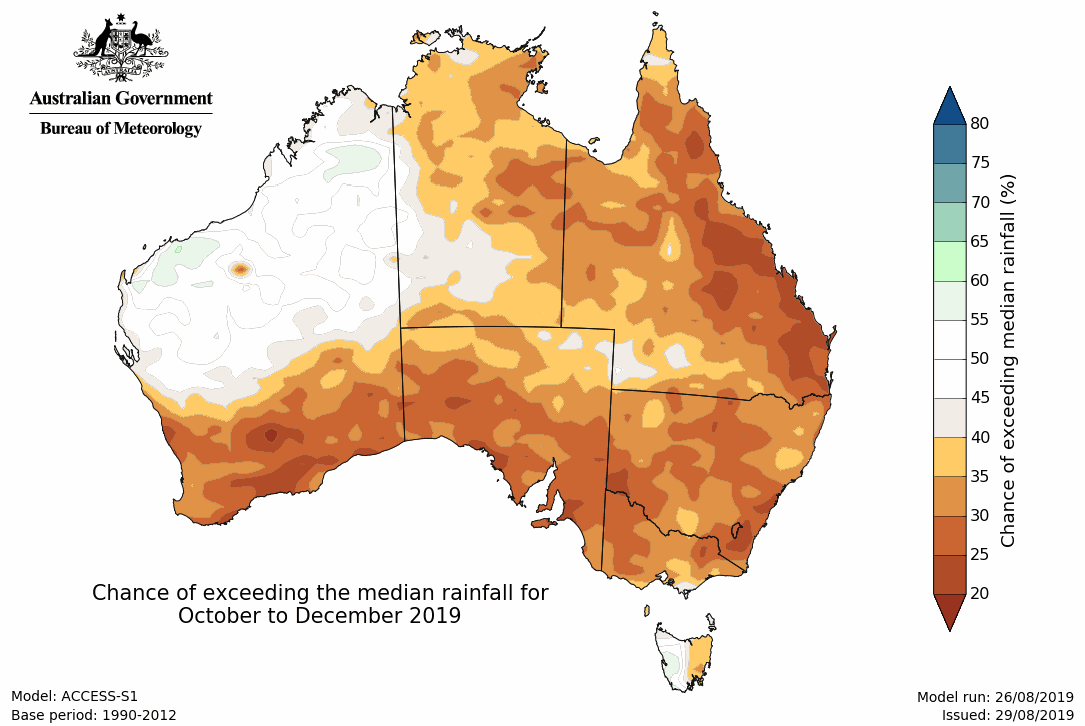 Australian Government
Bureau of Meteorology
80
75
70
65
60
55
50
45
40
35
30
25
20
Chance of exceeding median rainfall (%)
Chance of exceeding the median rainfall for
October to December 2019
Model: ACCESS-S1
Base period: 1990-2012
Model run: 26/08/2019
Issued: 29/08/2019